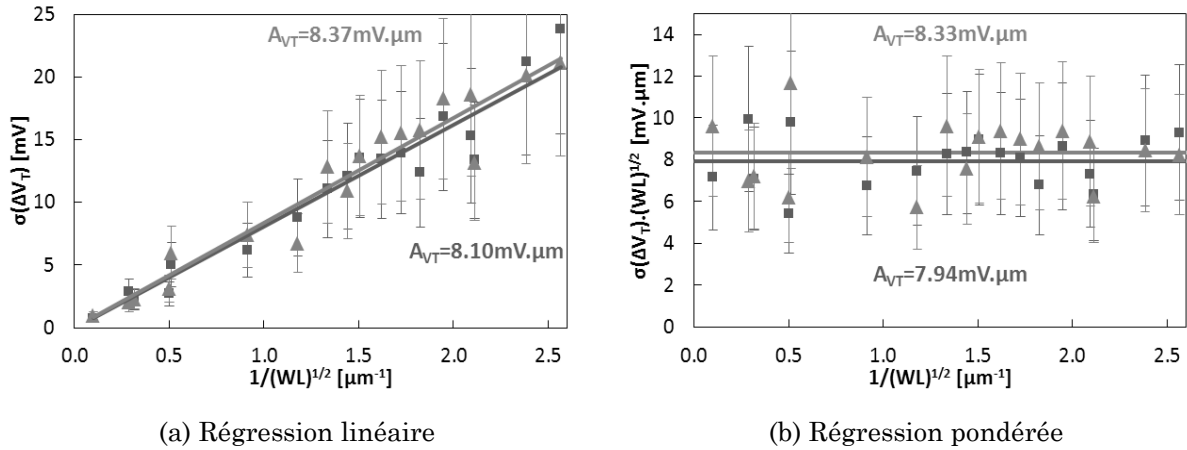 25
20
15
10
5
0
σ(ΔV_T) [mV]
A_VT=8.37mV.µm
A_VT=8.10mV.µm
0.0 0.5 1.0 1.5 2.0 2.5
1/(WL)^1/2 [µm^-1]
(a) Régression linéaire
14
12
10
8
6
4
2
0
σ(ΔV_T).(WL)^1/2 [mV.µm]
A_VT=8.33mV.µm
A_VT=7.94mV.µm
0.0 0.5 1.0 1.5 2.0 2.5
1/(WL)^1/2 [µm^-1]
(b) Régression pondérée